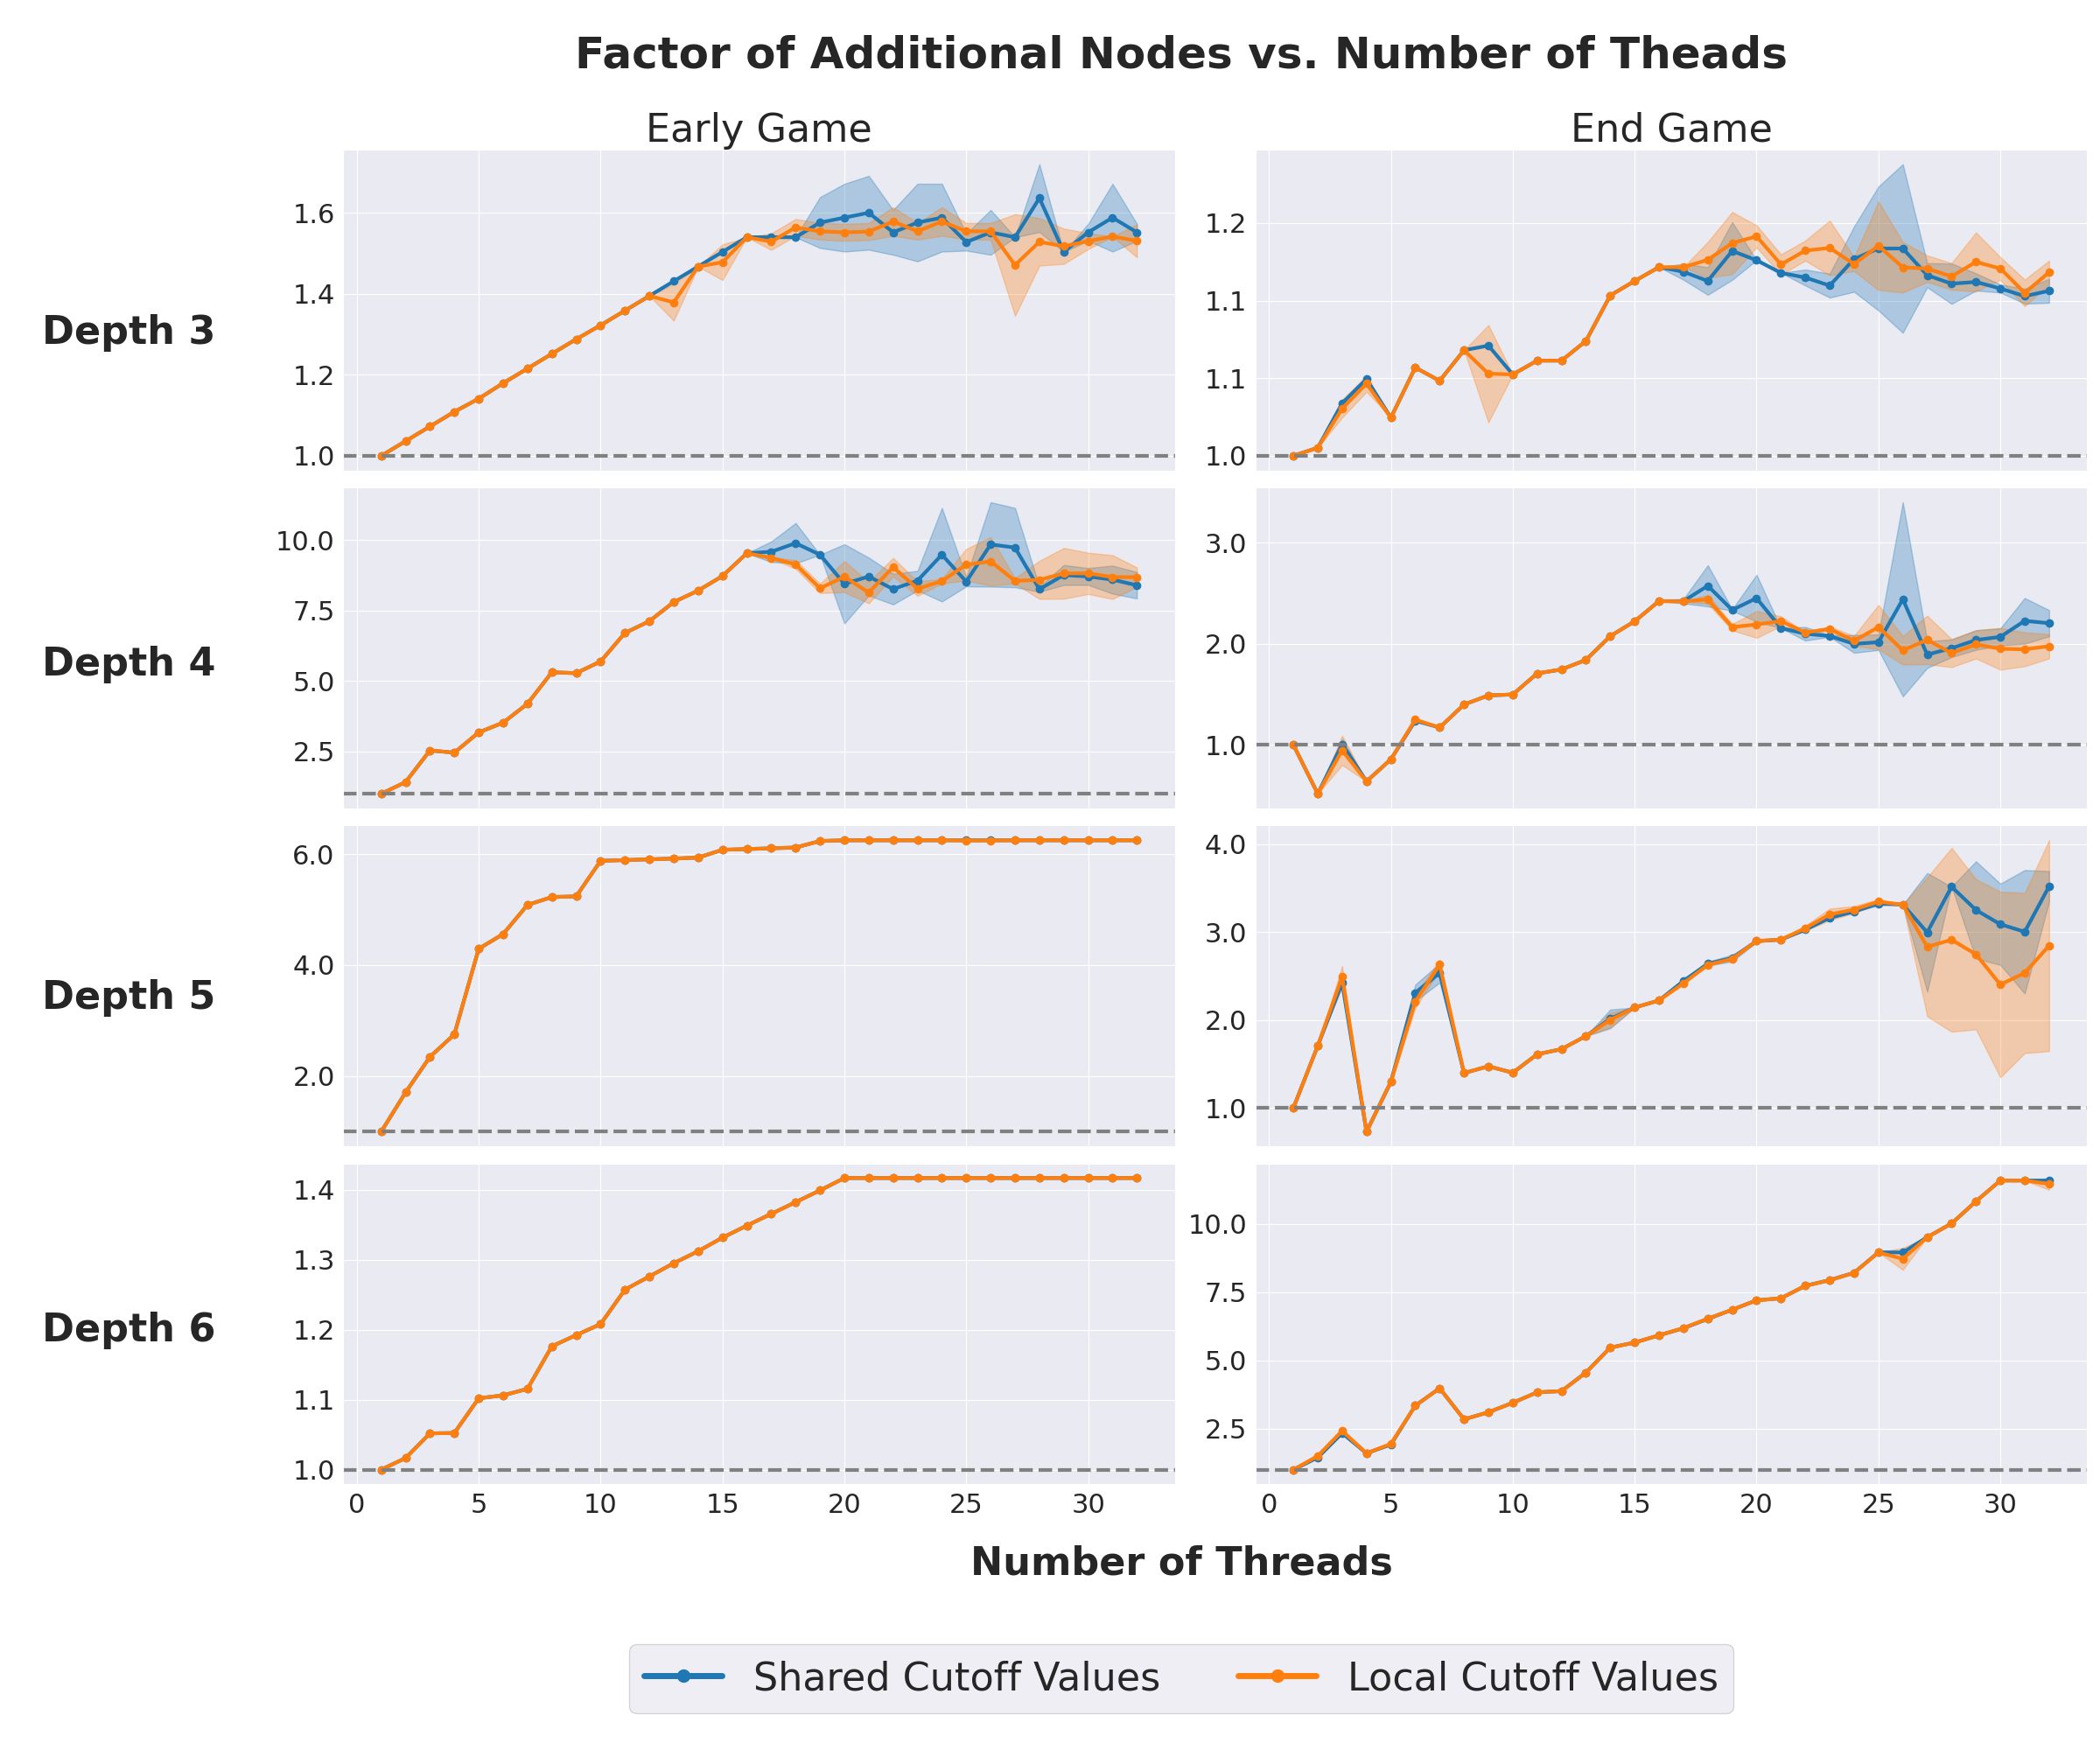 Factor of Additional Nodes vs. Number of Theads
Early Game
End Game
Depth 3
1.6
1.4
1.2
1.0
1.2
1.1
1.1
1.0
Depth 4
10.0
7.5
5.0
2.5
3.0
2.0
1.0
Depth 5
6.0
4.0
2.0
4.0
3.0
2.0
1.0
Depth 6
1.4
1.3
1.2
1.1
1.0
10.0
7.5
5.0
2.5
0 5 10 15 20 25 30
0 5 10 15 20 25 30
Number of Threads
Shared Cutoff Values
Local Cutoff Values